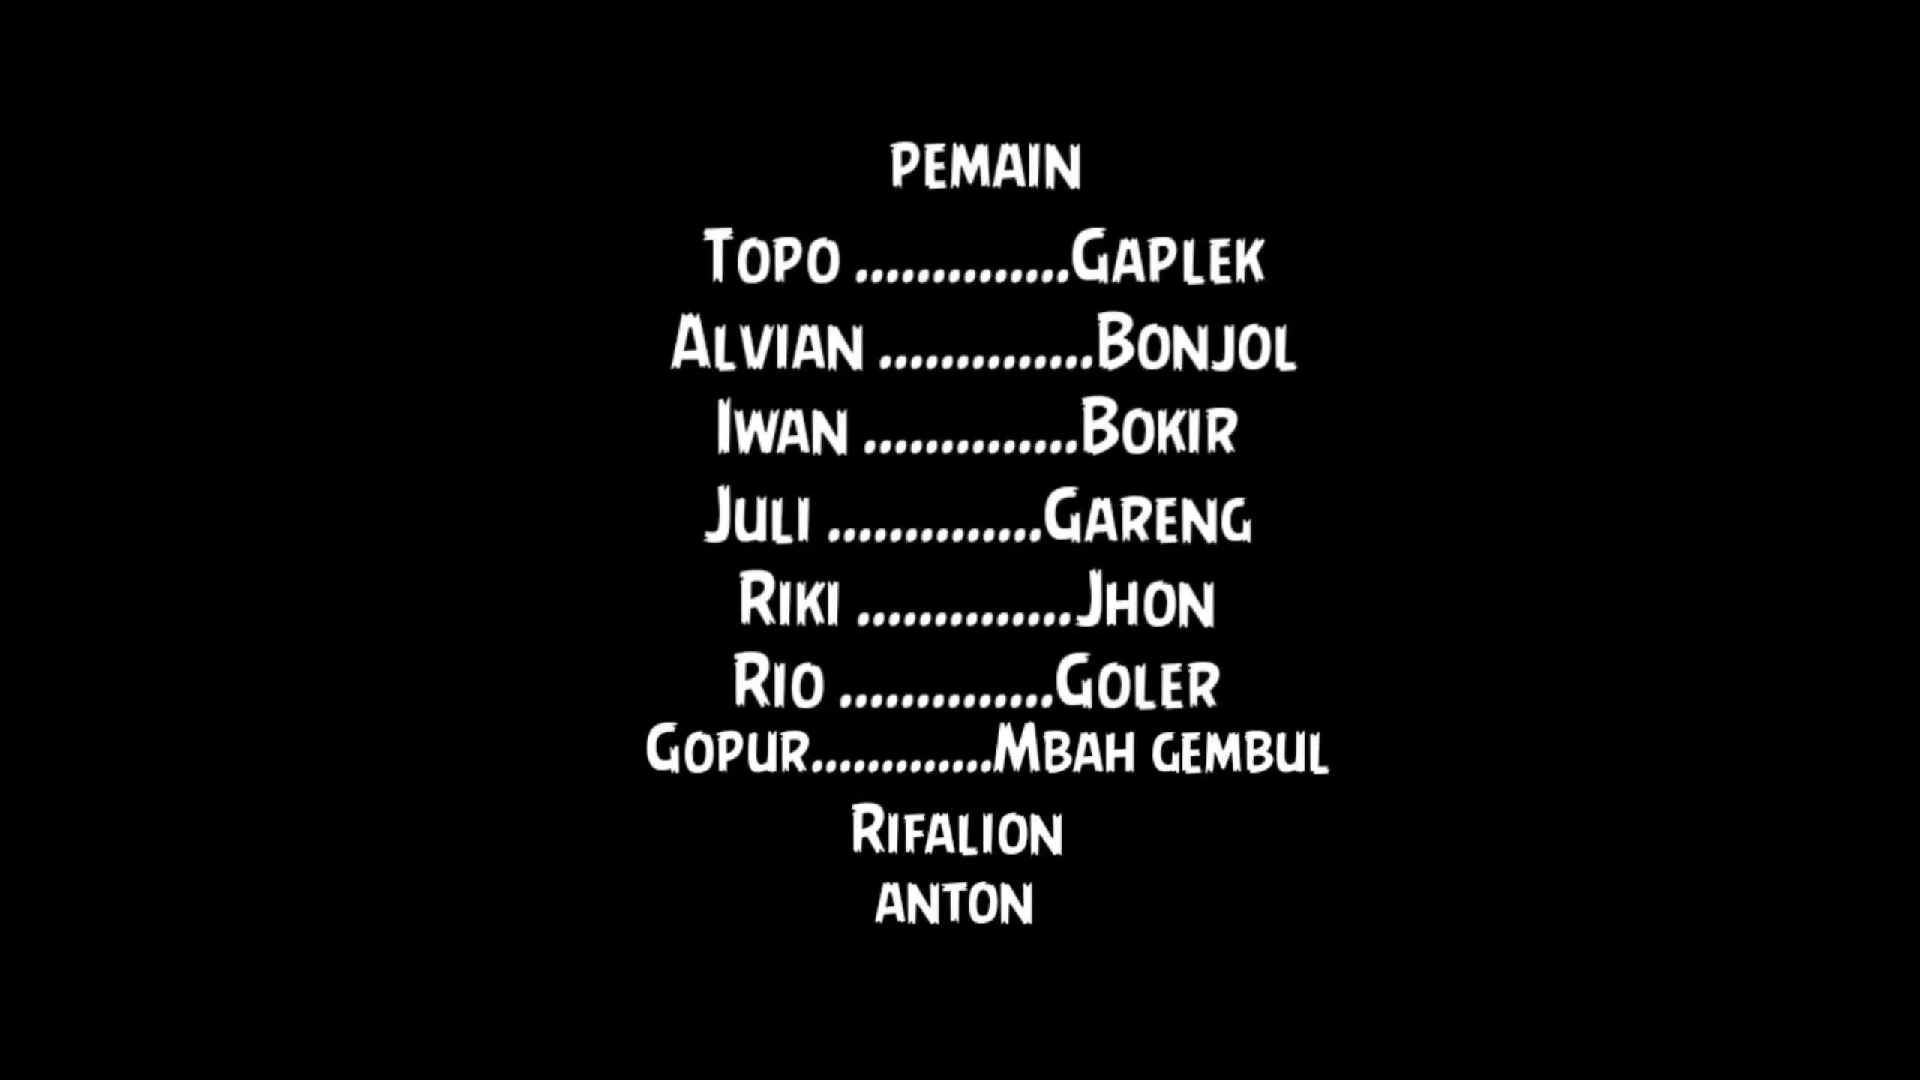 PEMAIN
TOPO ..............GAPLEK
ALVIAN ..............BONJOL
IWAN ..............BOKIR
JULI ..............GARENG
RIKI ..............JHON
RIO ..............GOLER
GOPUR.............MBAH GEMBUL
RIFALION
ANTON